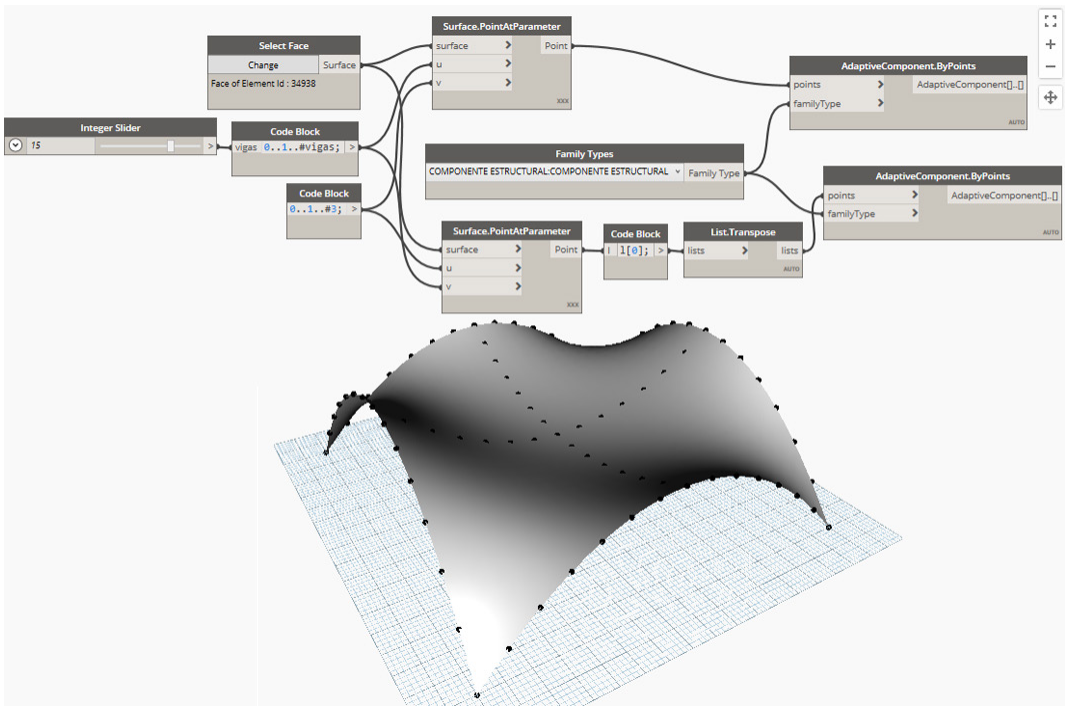 Select Face
Change
Surface >
Face of Element Id : 34938
Surface.PointAtParameter
surface >
Point
u >
v >
XXX
Integer Slider
15
>
Code Block
vigas 0..1..#vigas; >
Code Block
0..1..#3; >
Family Types
COMPONENTE ESTRUCTURAL:COMPONENTE ESTRUCTURAL
Family Type
AdaptiveComponent.ByPoints
points >
AdaptiveComponent[]..[]
familyType >
AUTO
AdaptiveComponent.ByPoints
points >
AdaptiveComponent[]..[]
familyType >
AUTO
Surface.PointAtParameter
surface >
Point
u >
v >
XXX
Code Block
l l[0]; >
List.Transpose
lists >
lists
AUTO